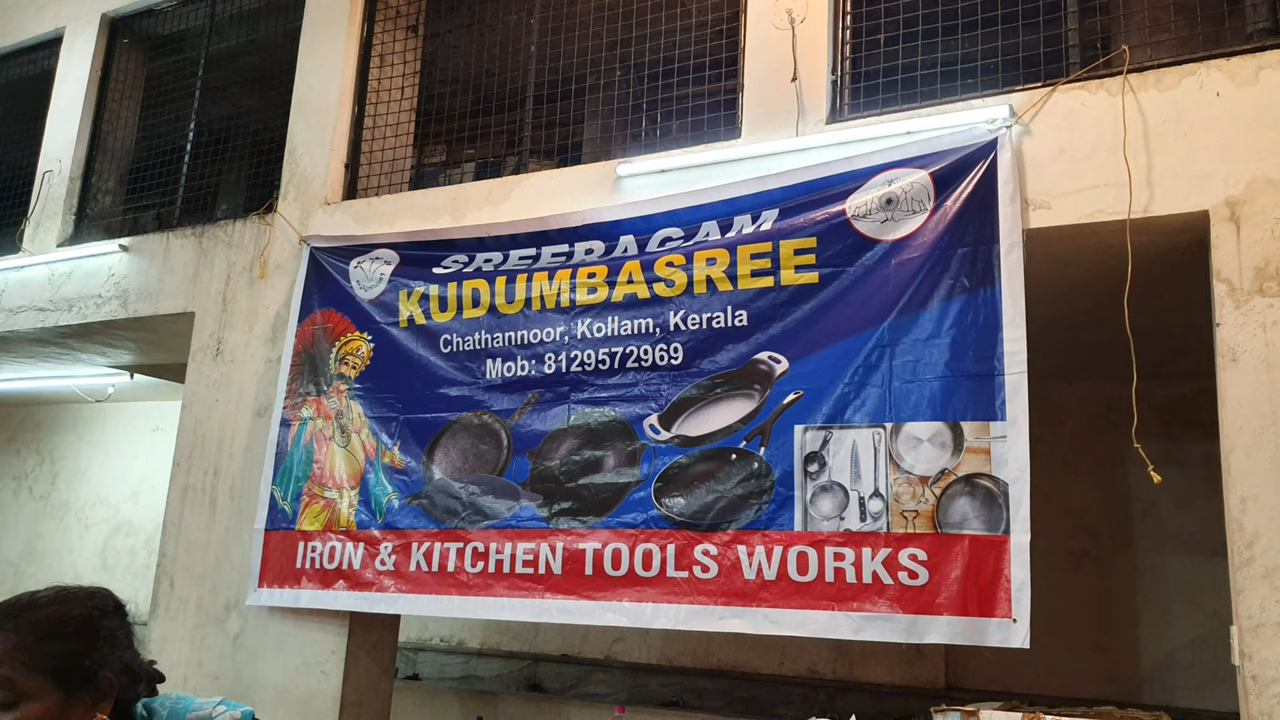 SREERAGAM
KUDUMBASREE
Chathannoor, Kollam, Kerala
Mob: 8129572969
IRON & KITCHEN TOOLS WORKS